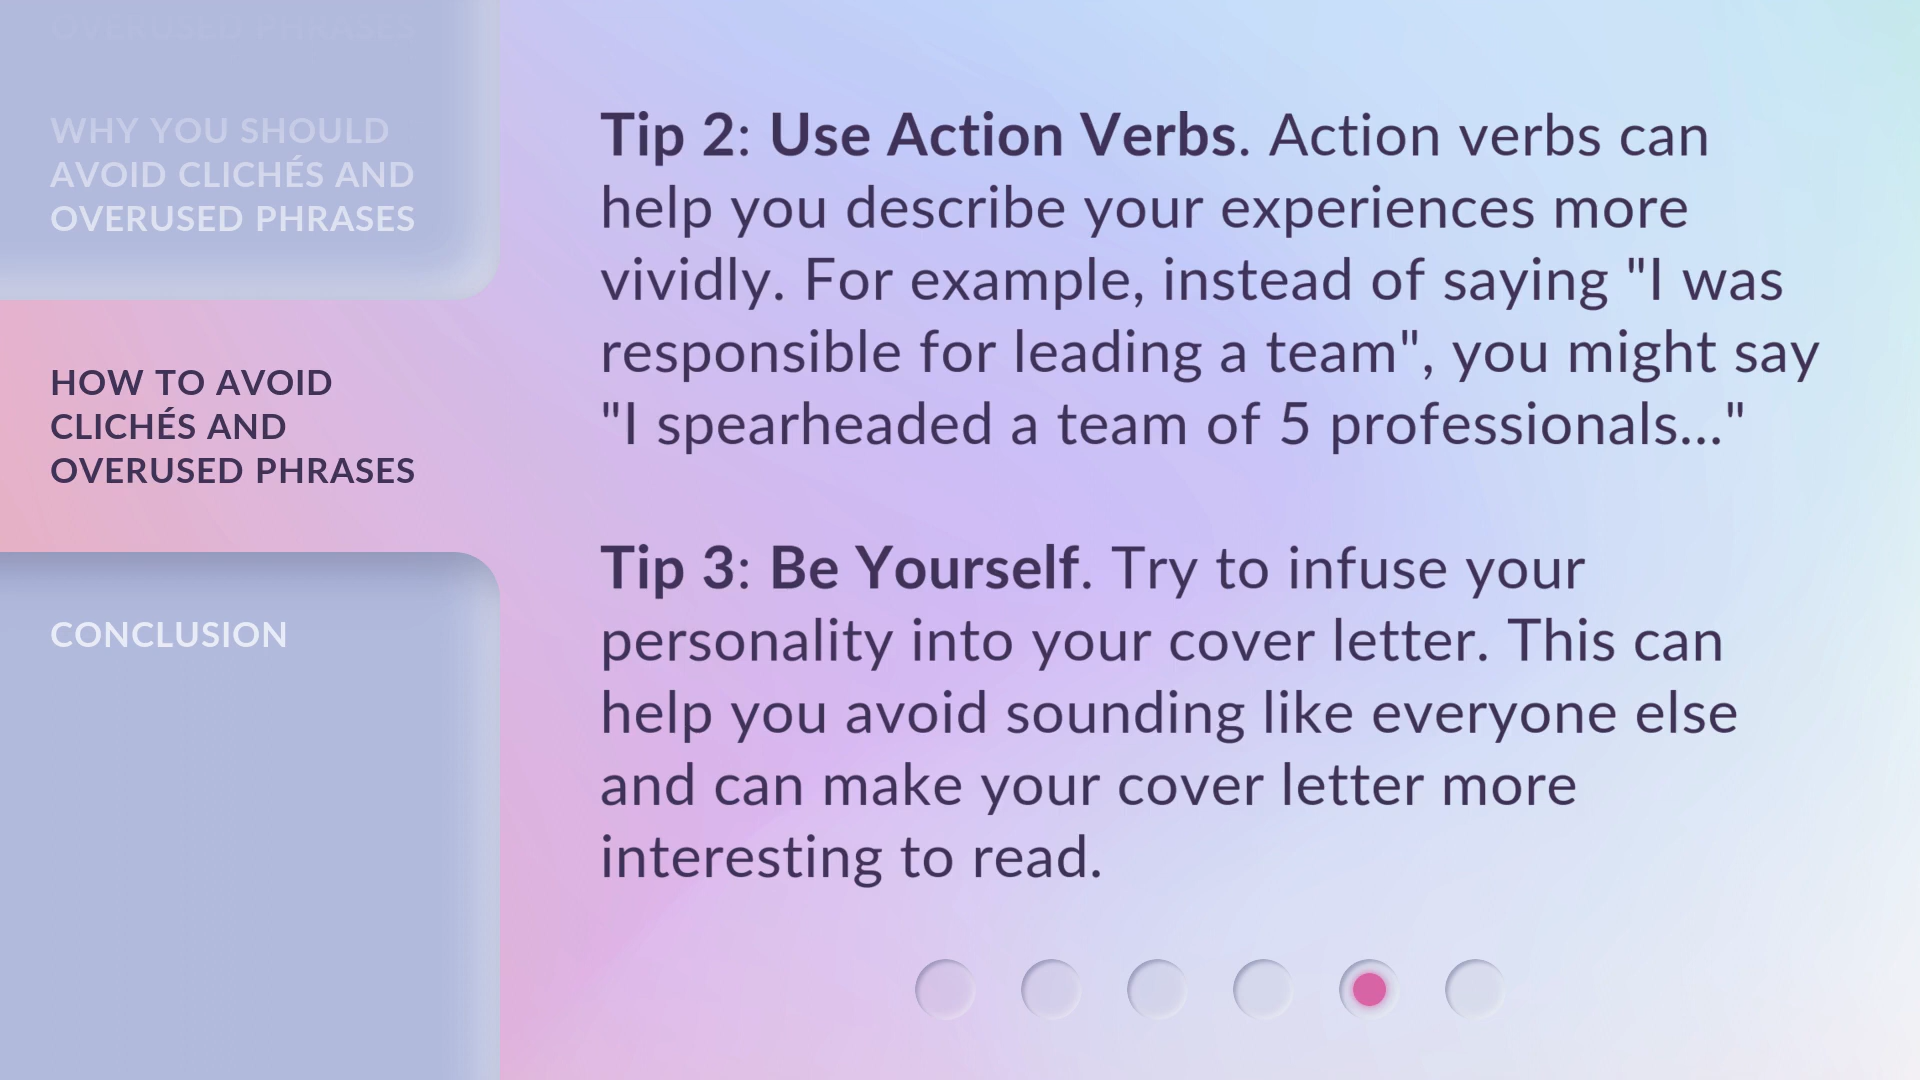 OVERUSED PHRASES
WHY YOU SHOULD
AVOID CLICHÉS AND
OVERUSED PHRASES
HOW TO AVOID
CLICHÉS AND
OVERUSED PHRASES
CONCLUSION
Tip 2: Use Action Verbs. Action verbs can
help you describe your experiences more
vividly. For example, instead of saying "I was
responsible for leading a team", you might say
"I spearheaded a team of 5 professionals..."
Tip 3: Be Yourself. Try to infuse your
personality into your cover letter. This can
help you avoid sounding like everyone else
and can make your cover letter more
interesting to read.